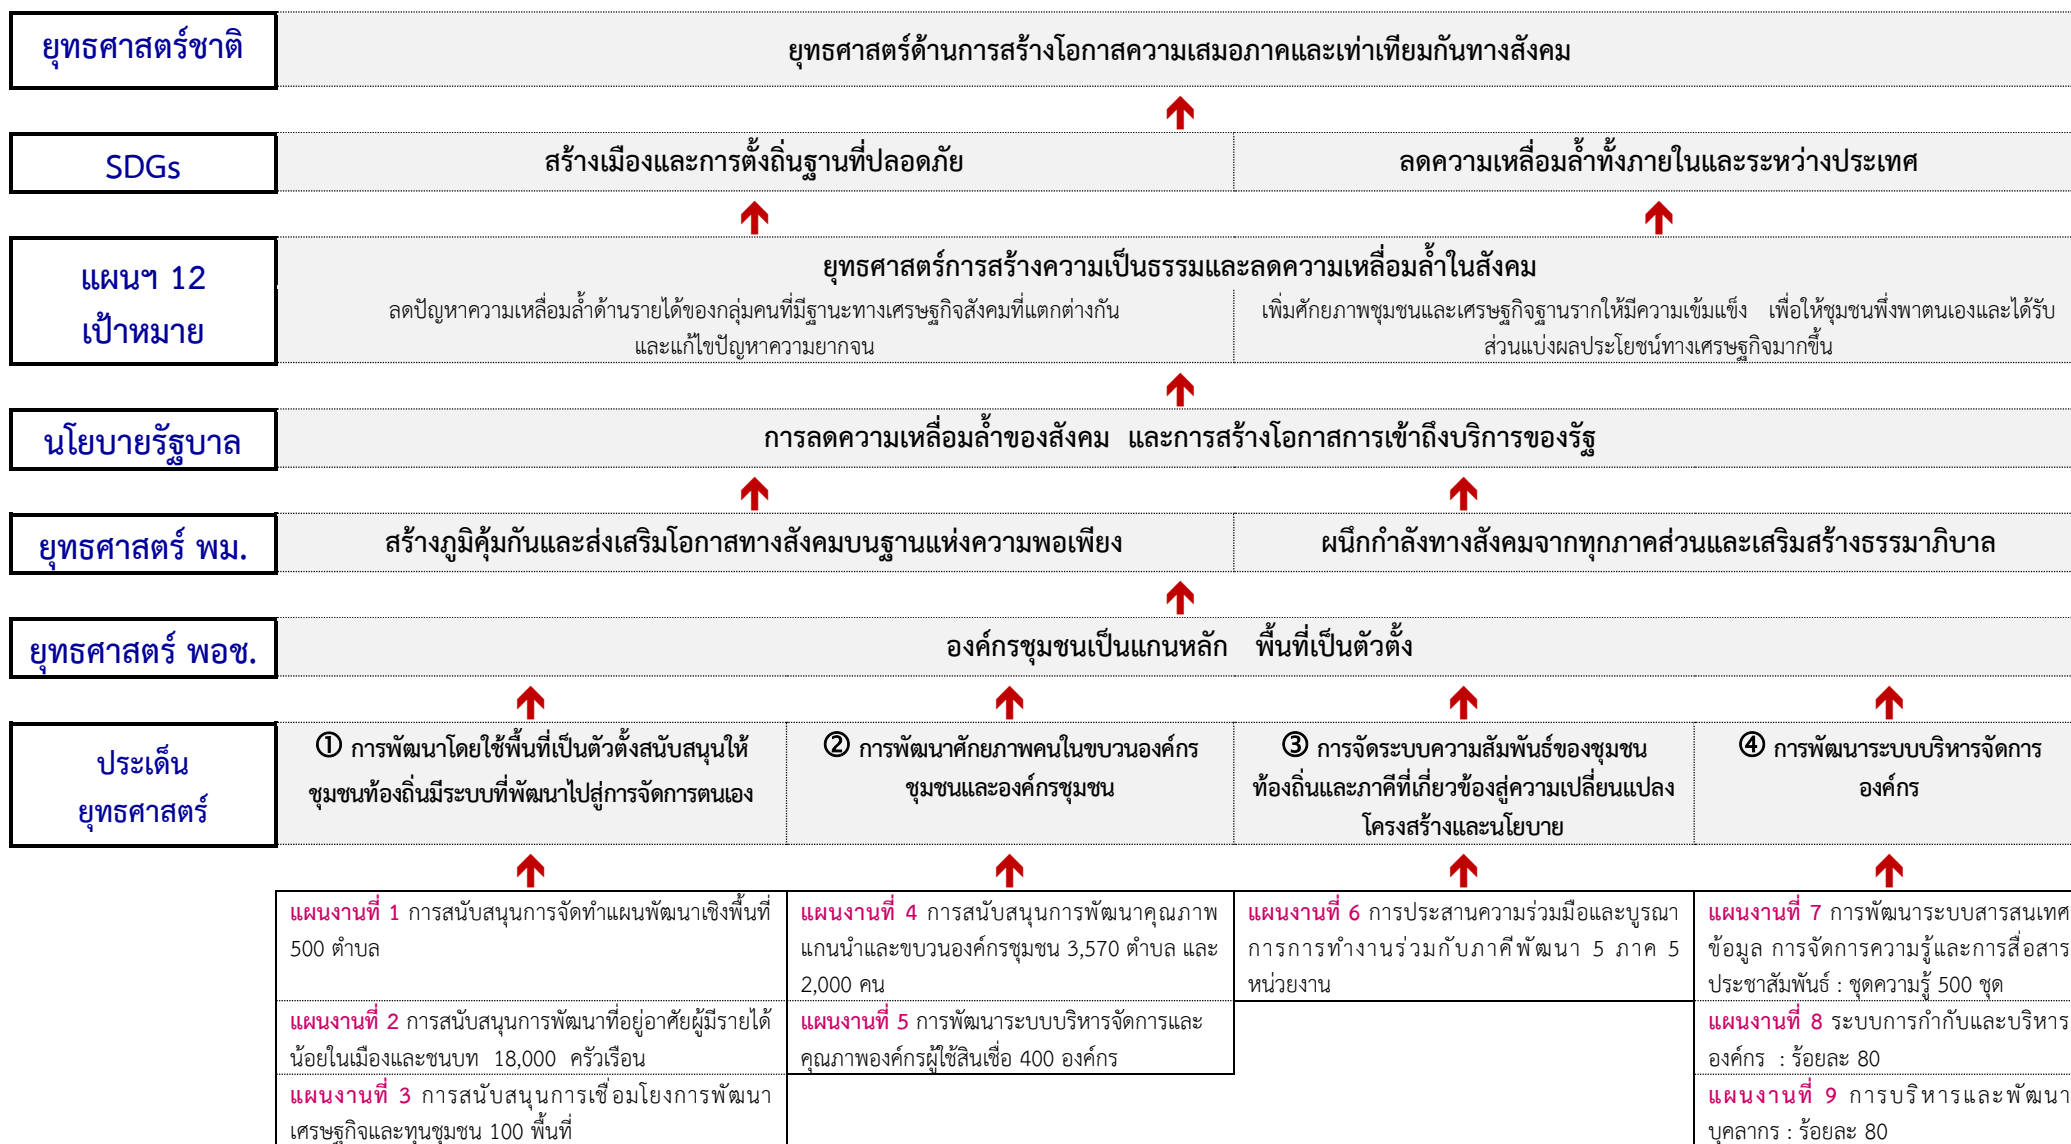 ยุทธศาสตร์ชาติ
ยุทธศาสตร์ด้านการสร้างโอกาสความเสมอภาคและเท่าเทียมกันทางสังคม
SDGs
สร้างเมืองและการตั้งถิ่นฐานที่ปลอดภัย
ลดความเหลื่อมล้ำทั้งภายในและระหว่างประเทศ
แผนฯ 12
เป้าหมาย
ยุทธศาสตร์การสร้างความเป็นธรรมและลดความเหลื่อมล้ำในสังคม
ลดปัญหาความเหลื่อมล้ำด้านรายได้ของกลุ่มคนที่มีฐานะทางเศรษฐกิจสังคมที่แตกต่างกัน
และแก้ไขปัญหาความยากจน
เพิ่มศักยภาพชุมชนและเศรษฐกิจฐานรากให้มีความเข้มแข็ง เพื่อให้ชุมชนพึ่งพาตนเองและได้รับ
ส่วนแบ่งผลประโยชน์ทางเศรษฐกิจมากขึ้น
นโยบายรัฐบาล
การลดความเหลื่อมล้ำของสังคม และการสร้างโอกาสการเข้าถึงบริการของรัฐ
ยุทธศาสตร์ พม.
สร้างภูมิคุ้มกันและส่งเสริมโอกาสทางสังคมบนฐานแห่งความพอเพียง
ผนึกกำลังทางสังคมจากทุกภาคส่วนและเสริมสร้างธรรมาภิบาล
ยุทธศาสตร์ พอช.
องค์กรชุมชนเป็นแกนหลัก พื้นที่เป็นตัวตั้ง
ประเด็น
ยุทธศาสตร์
① การพัฒนาโดยใช้พื้นที่เป็นตัวตั้งสนับสนุนให้
ชุมชนท้องถิ่นมีระบบที่พัฒนาไปสู่การจัดการตนเอง
② การพัฒนาศักยภาพคนในขบวนองค์กร
ชุมชนและองค์กรชุมชน
③ การจัดระบบความสัมพันธ์ของชุมชน
ท้องถิ่นและภาคีที่เกี่ยวข้องสู่ความเปลี่ยนแปลง
โครงสร้างและนโยบาย
④ การพัฒนาระบบบริหารจัดการ
องค์กร
แผนงานที่ 1 การสนับสนุนการจัดทำแผนพัฒนาเชิงพื้นที่
500 ตำบล
แผนงานที่ 2 การสนับสนุนการพัฒนาที่อยู่อาศัยผู้มีรายได้
น้อยในเมืองและชนบท 18,000 ครัวเรือน
แผนงานที่ 3 การสนับสนุนการเชื่อมโยงการพัฒนา
เศรษฐกิจและทุนชุมชน 100 พื้นที่
แผนงานที่ 4 การสนับสนุนการพัฒนาคุณภาพ
แกนนำและขบวนองค์กรชุมชน 3,570 ตำบล และ
2,000 คน
แผนงานที่ 5 การพัฒนาระบบบริหารจัดการและ
คุณภาพองค์กรผู้ใช้สินเชื่อ 400 องค์กร
แผนงานที่ 6 การประสานความร่วมมือและบูรณา
การการทำงานร่วมกับภาคีพัฒนา 5 ภาค 5
หน่วยงาน
แผนงานที่ 7 การพัฒนาระบบสารสนเทศ
ข้อมูล การจัดการความรู้และการสื่อสาร
ประชาสัมพันธ์ : ชุดความรู้ 500 ชุด
แผนงานที่ 8 ระบบการกำกับและบริหาร
องค์กร : ร้อยละ 80
แผนงานที่ 9 การบริหารและพัฒนา
บุคลากร : ร้อยละ 80